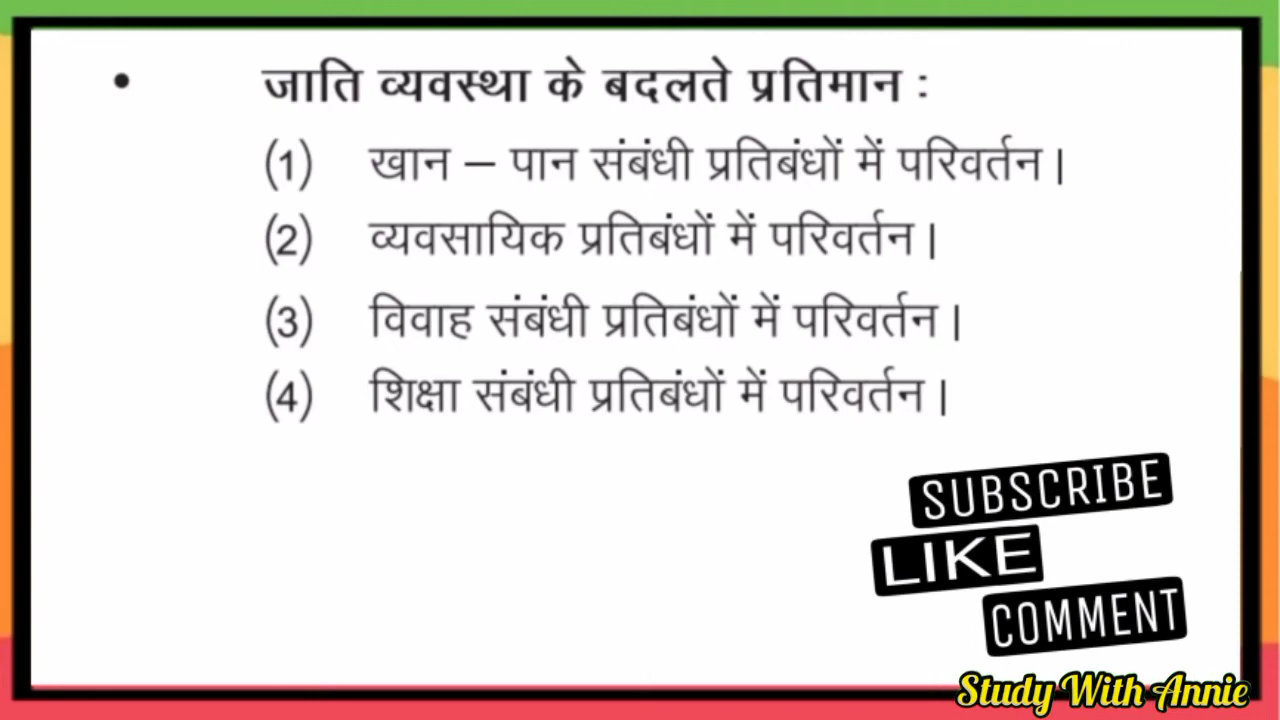 • जाति व्यवस्था के बदलते प्रतिमान :
(1) खान – पान संबंधी प्रतिबंधों में परिवर्तन।
(2) व्यवसायिक प्रतिबंधों में परिवर्तन।
(3) विवाह संबंधी प्रतिबंधों में परिवर्तन।
(4) शिक्षा संबंधी प्रतिबंधों में परिवर्तन।
SUBSCRIBE
LIKE
COMMENT
Study With Annie